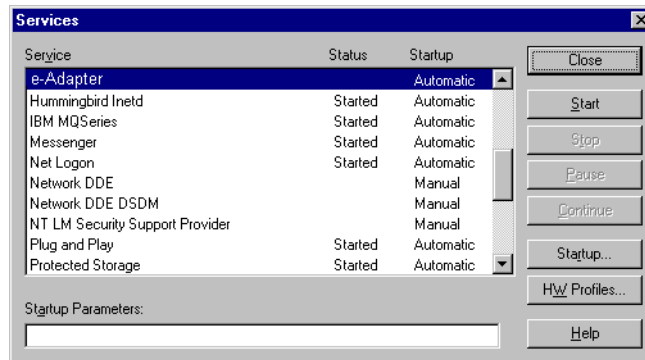 Services
Service Status Startup
e-Adapter Automatic
Hummingbird Inetd Started Automatic
IBM MQSeries Started Automatic
Messenger Started Automatic
Net Logon Started Automatic
Network DDE Manual
Network DDE DSDM Manual
NT LM Security Support Provider Manual
Plug and Play Started Automatic
Protected Storage Started Automatic
Startup Parameters:
Close
Start
Stop
Pause
Continue
Startup...
HW Profiles...
Help